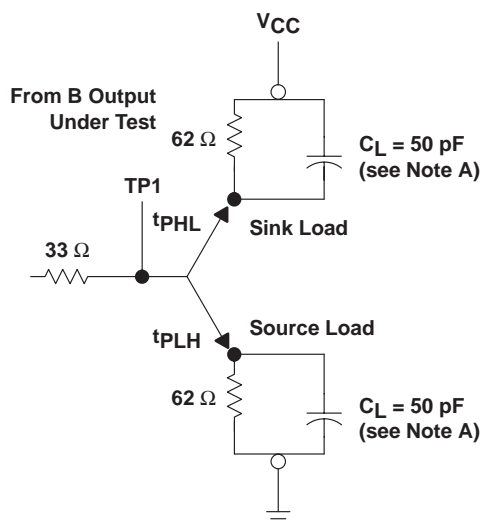 VCC
From B Output
Under Test
62 Ω
CL = 50 pF
(see Note A)
TP1
tPHL
Sink Load
33 Ω
tPLH
Source Load
62 Ω
CL = 50 pF
(see Note A)